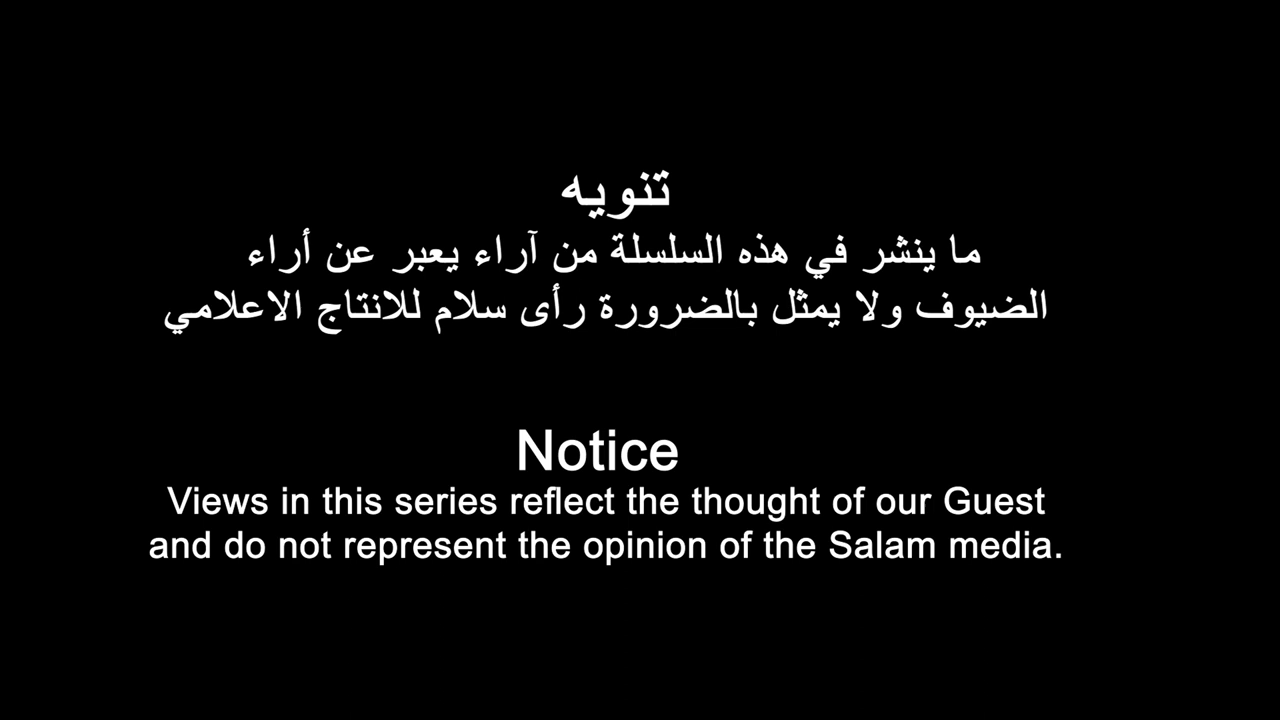 تنويه
ما ينشر في هذه السلسلة من آراء يعبر عن أراء
الضيوف ولا يمثل بالضرورة رأى سلام للانتاج الاعلامي
Notice
Views in this series reflect the thought of our Guest
and do not represent the opinion of the Salam media.